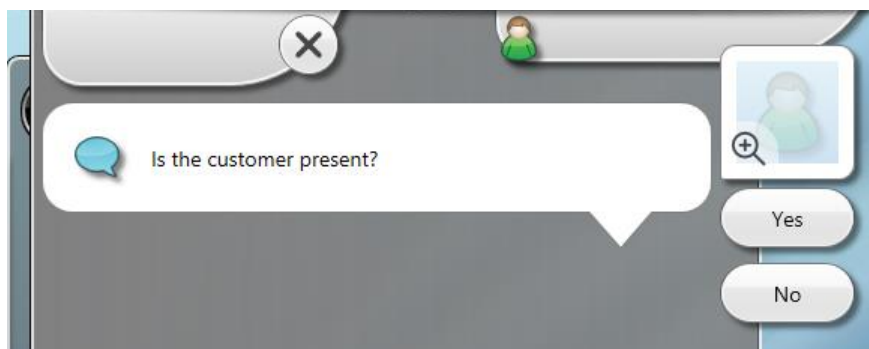 Is the customer present?
Yes
No